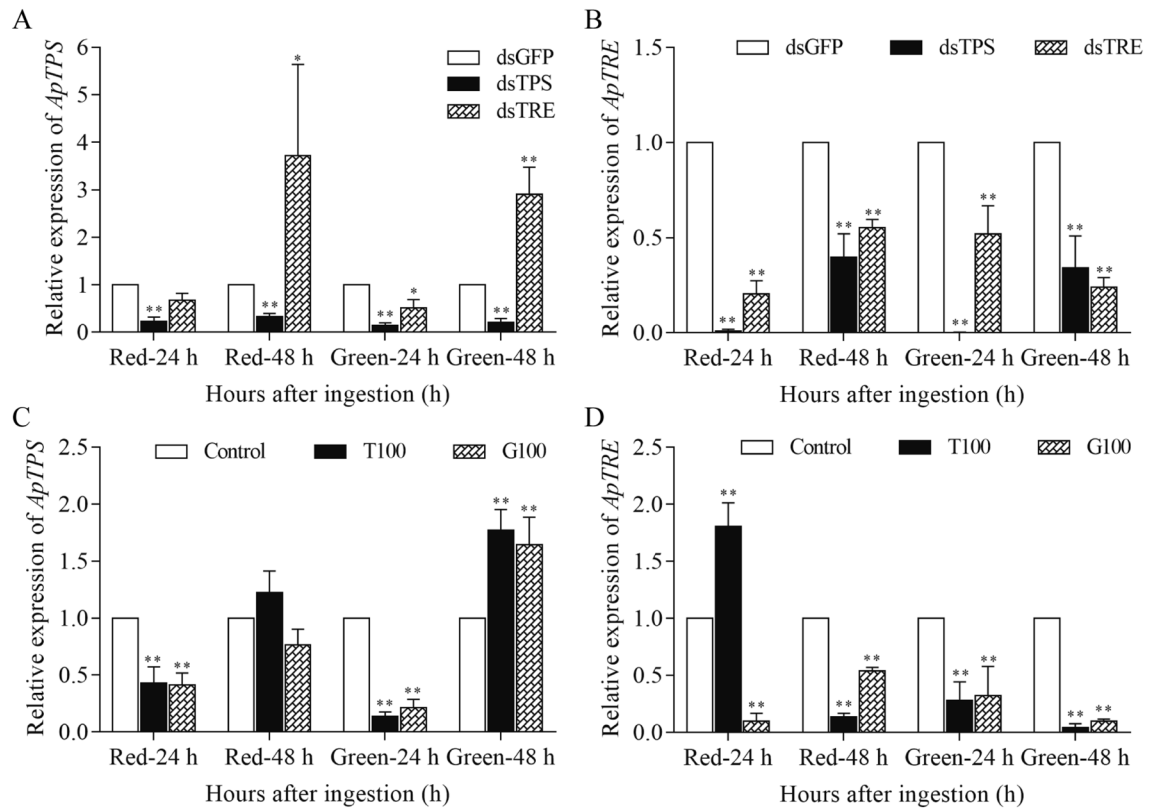 A
Relative expression of ApTPS
6
5
4
3
2
1
0
dsGFP
dsTPS
dsTRE
**
**
*
**
*
**
**
Red-24 h Red-48 h Green-24 h Green-48 h
Hours after ingestion (h)
B
Relative expression of ApTRE
1.5
1.0
0.5
0.0
dsGFP dsTPS dsTRE
**
**
**
**
**
**
**
**
Red-24 h Red-48 h Green-24 h Green-48 h
Hours after ingestion (h)
C
Relative expression of ApTPS
2.5
2.0
1.5
1.0
0.5
0.0
Control T100 G100
**
**
**
**
**
**
Red-24 h Red-48 h Green-24 h Green-48 h
Hours after ingestion (h)
D
Relative expression of ApTRE
2.5
2.0
1.5
1.0
0.5
0.0
Control T100 G100
**
**
**
**
**
**
**
Red-24 h Red-48 h Green-24 h Green-48 h
Hours after ingestion (h)